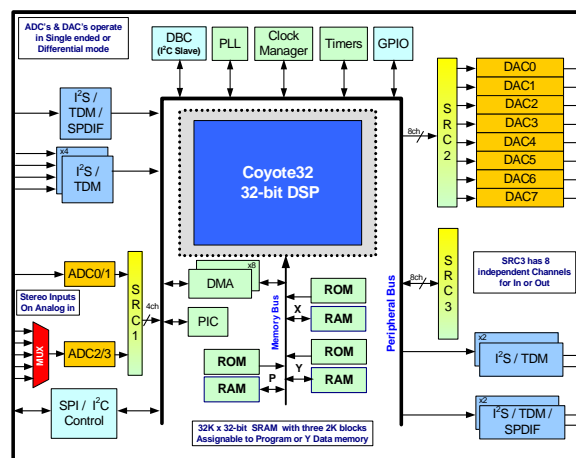 ADC's & DAC's operate
in Single ended or
Differential mode
DBC
(I²C Slave)
PLL
Clock
Manager
Timers
GPIO
I²S /
TDM /
SPDIF
x4
I²S /
TDM
Coyote32
32-bit DSP
8ch
SRC2
DAC0
DAC1
DAC2
DAC3
DAC4
DAC5
DAC6
DAC7
ADC0/1
Stereo Inputs
On Analog in
MUX
ADC2/3
SRC1
4ch
SPI / I²C
Control
x8
DMA
PIC
Memory Bus
ROM
X
RAM
ROM
RAM
P
ROM
Y
RAM
Peripheral Bus
8ch
SRC3
SRC3 has 8
independent Channels
for In or Out
x2
I²S / TDM
x2
I²S / TDM /
SPDIF
32K x 32-bit SRAM with three 2K blocks
Assignable to Program or Y Data memory